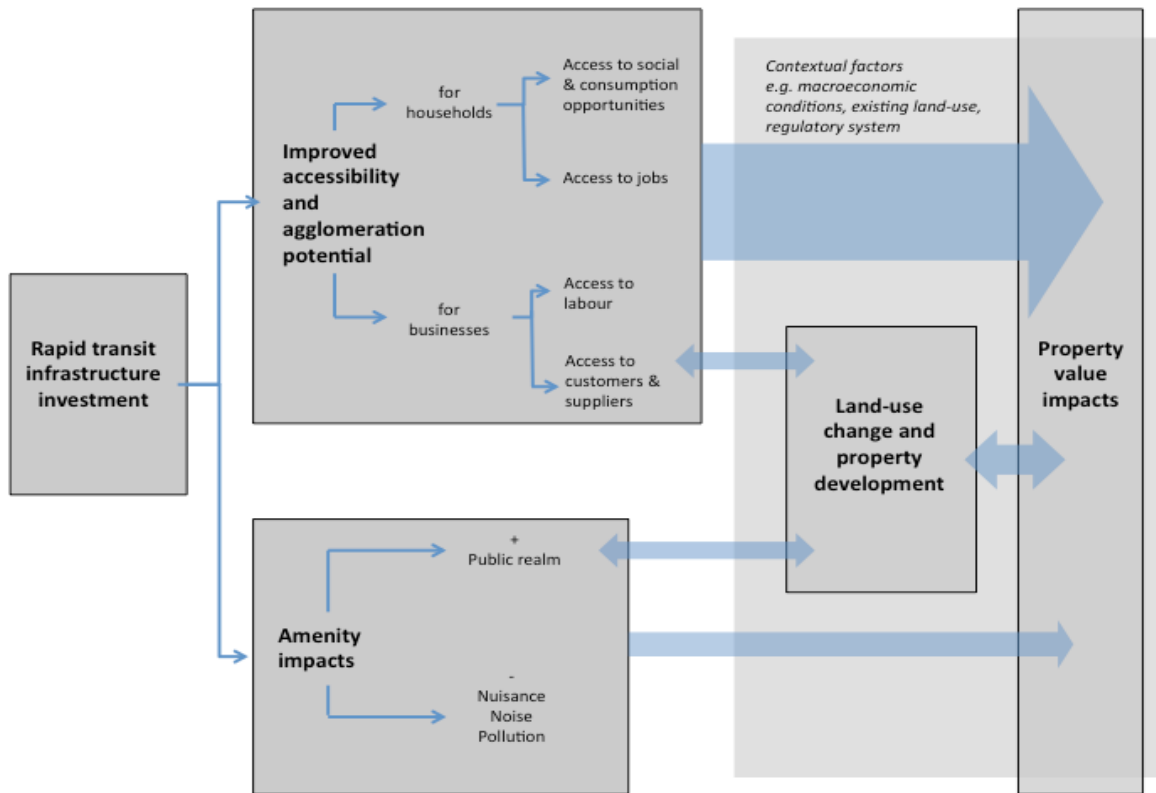 Rapid transit
infrastructure
investment
Improved
accessibility
and
agglomeration
potential
for
households
Access to social
& consumption
opportunities
Access to jobs
for
businesses
Access to
labour
Access to
customers &
suppliers
Amenity
impacts
+
Public realm
-
Nuisance
Noise
Pollution
Contextual factors
e.g. macroeconomic
conditions, existing land-use,
regulatory system
Land-use
change and
property
development
Property
value
impacts